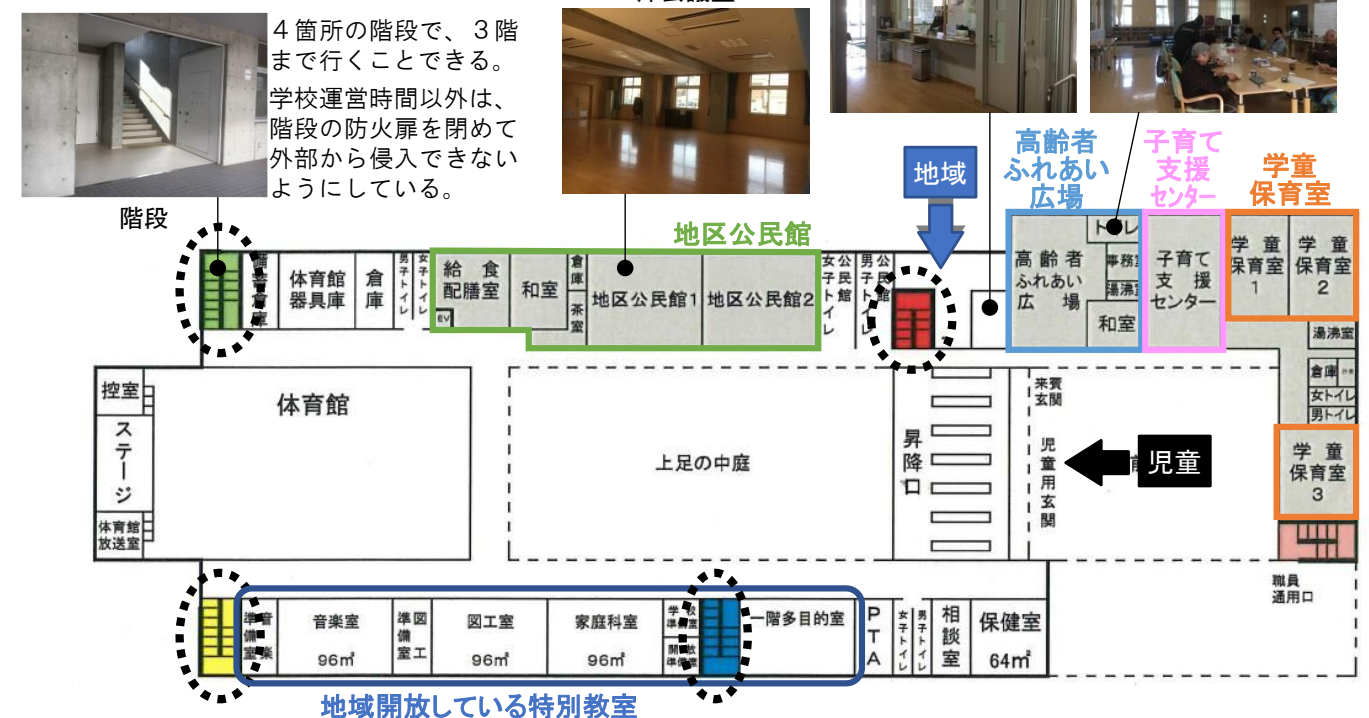 ４箇所の階段で、３階
まで行くことできる。
学校運営時間以外は、
階段の防火扉を閉めて
外部から侵入できない
ようにしている。
階段
地域
高齢者
ふれあい
広場
子育て
支援
センター
学童
保育室
地区公民館
体育館
器具庫
倉庫
男子トイレ
女子トイレ
給食
配膳室
EV
和室
倉庫
茶室
地区公民館1
地区公民館2
公民館
女子トイレ
公民館
男子トイレ
高齢者
ふれあい
広場
トイレ
事務室
湯沸室
和室
子育て
支援
センター
学童
保育室
1
学童
保育室
2
湯沸室
倉庫
女トイレ
男トイレ
学童
保育室
3
控室
ステージ
体育館
放送室
体育館
上足の中庭
昇降口
来賓
玄関
児童用玄関
児童
職員
通用口
音楽
準備室
音楽室
96㎡
図工
準備室
図工室
96㎡
家庭科室
96㎡
一階多目的室
PTA
女子トイレ
男子トイレ
相談室
保健室
64㎡
地域開放している特別教室